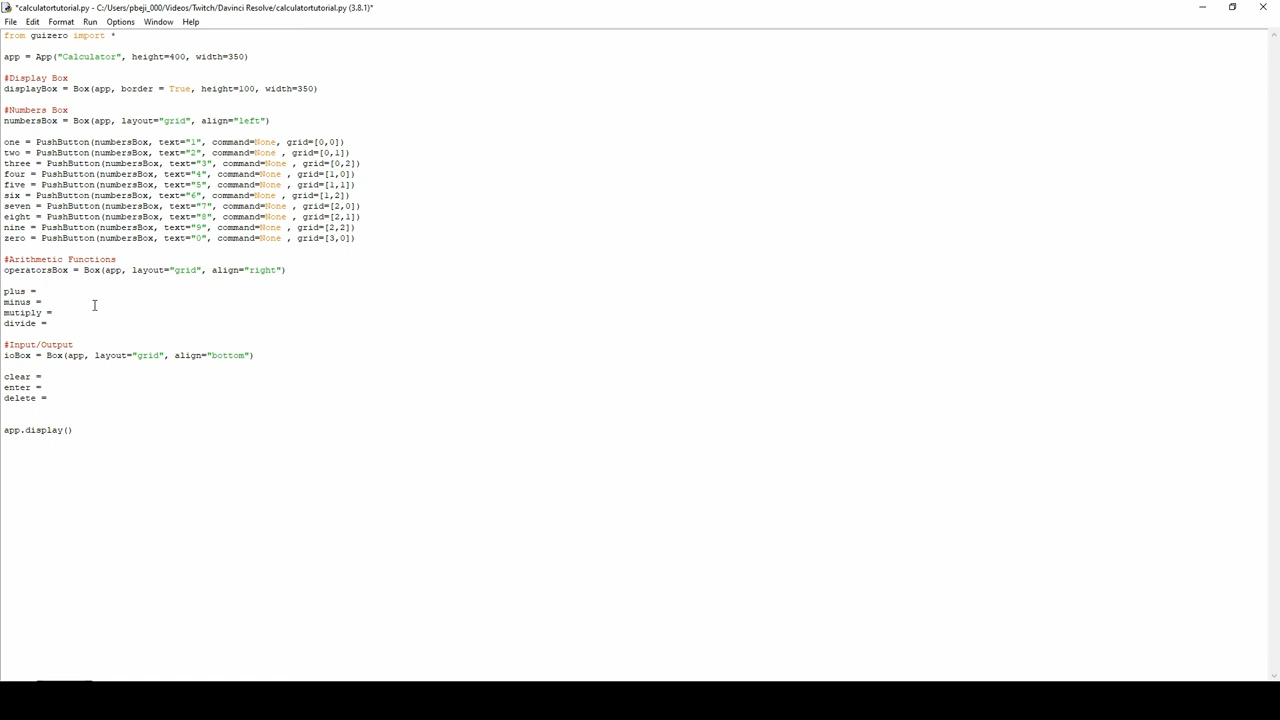 *calculatortutorial.py - C:/Users/pbeji_000/Videos/Twitch/Davinci Resolve/calculatortutorial.py (3.8.1)*
File Edit Format Run Options Window Help
from guizero import *
app = App("Calculator", height=400, width=350)
#Display Box
displayBox = Box(app, border = True, height=100, width=350)
#Numbers Box
numbersBox = Box(app, layout="grid", align="left")
one = PushButton(numbersBox, text="1", command=None, grid=[0,0])
two = PushButton(numbersBox, text="2", command=None , grid=[0,1])
three = PushButton(numbersBox, text="3", command=None , grid=[0,2])
four = PushButton(numbersBox, text="4", command=None , grid=[1,0])
five = PushButton(numbersBox, text="5", command=None , grid=[1,1])
six = PushButton(numbersBox, text="6", command=None , grid=[1,2])
seven = PushButton(numbersBox, text="7", command=None , grid=[2,0])
eight = PushButton(numbersBox, text="8", command=None , grid=[2,1])
nine = PushButton(numbersBox, text="9", command=None , grid=[2,2])
zero = PushButton(numbersBox, text="0", command=None , grid=[3,0])
#Arithmetic Functions
operatorsBox = Box(app, layout="grid", align="right")
plus =
minus =
mutiply =
divide =
#Input/Output
ioBox = Box(app, layout="grid", align="bottom")
clear =
enter =
delete =
app.display()